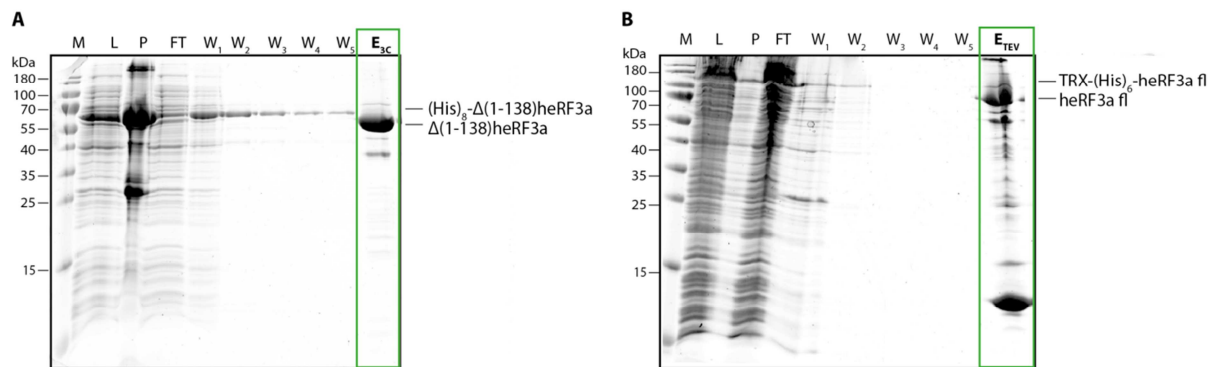 A
M L P FT W1 W2 W3 W4 W5 E3C
kDa
180
100
70
55
40
35
25
15
(His)8-Δ(1-138)heRF3a
Δ(1-138)heRF3a
B
M L P FT W1 W2 W3 W4 W5 ETEV
kDa
180
100
70
55
40
35
25
15
TRX-(His)6-heRF3a fl
heRF3a fl